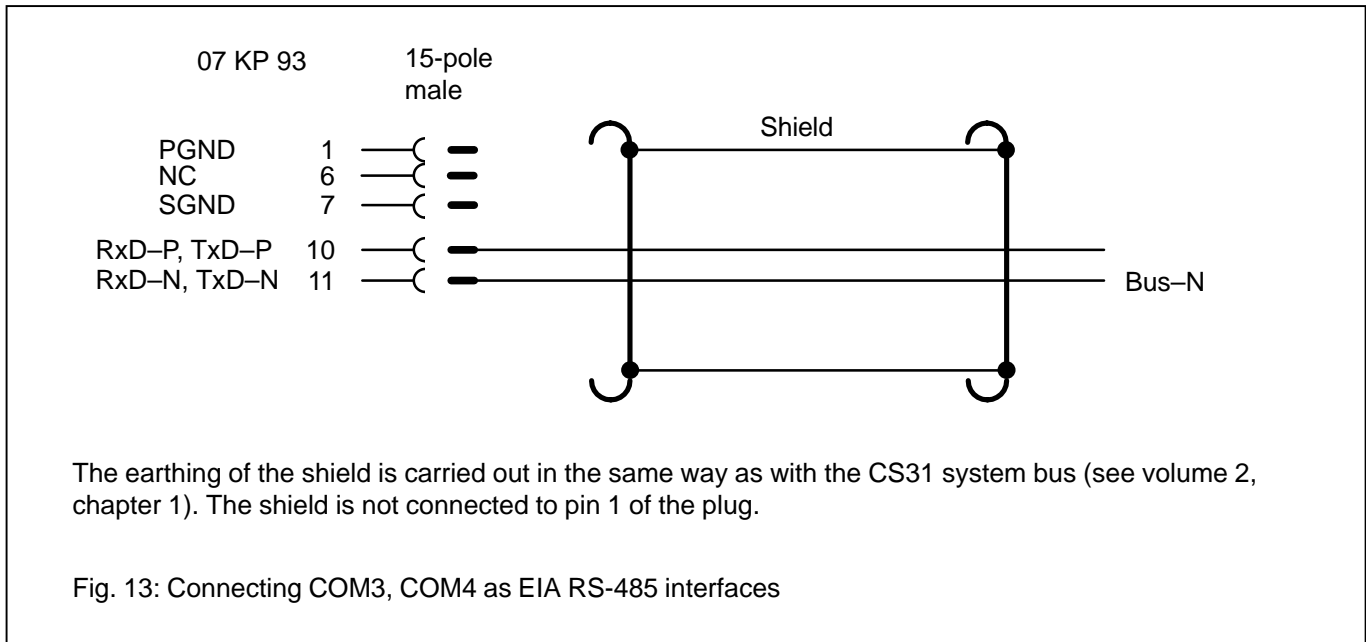 07 KP 93
15-pole
male
Shield
PGND 1
NC 6
SGND 7
RxD–P, TxD–P 10
RxD–N, TxD–N 11
Bus–N
The earthing of the shield is carried out in the same way as with the CS31 system bus (see volume 2,
chapter 1). The shield is not connected to pin 1 of the plug.
Fig. 13: Connecting COM3, COM4 as EIA RS-485 interfaces